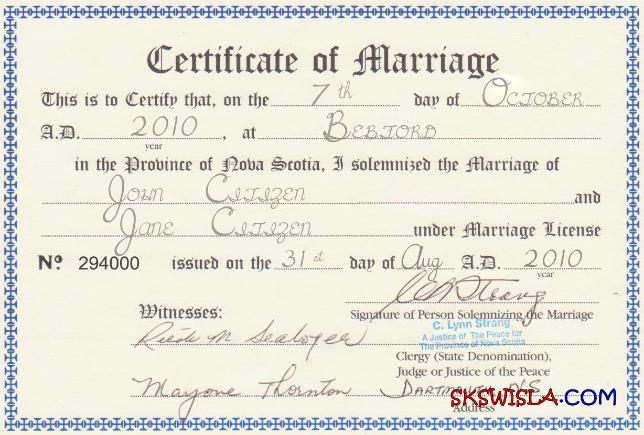 Certificate of Marriage
This is to Certify that, on the 7th day of October
A.D. 2010, at Bedford
year
in the Province of Nova Scotia, I solemnized the Marriage of
John Citizen and
Jane Citizen under Marriage License
No. 294000 issued on the 31st day of Aug A.D. 2010
year
Witnesses:
Signature of Person Solemnizing the Marriage
C. Lynn Strang
A Justice of The Peace for
The Province of Nova Scotia
Clergy (State Denomination),
Judge or Justice of the Peace
Marjorie Thornton Dartmouth N.S
SKSWISLA.COM
Address